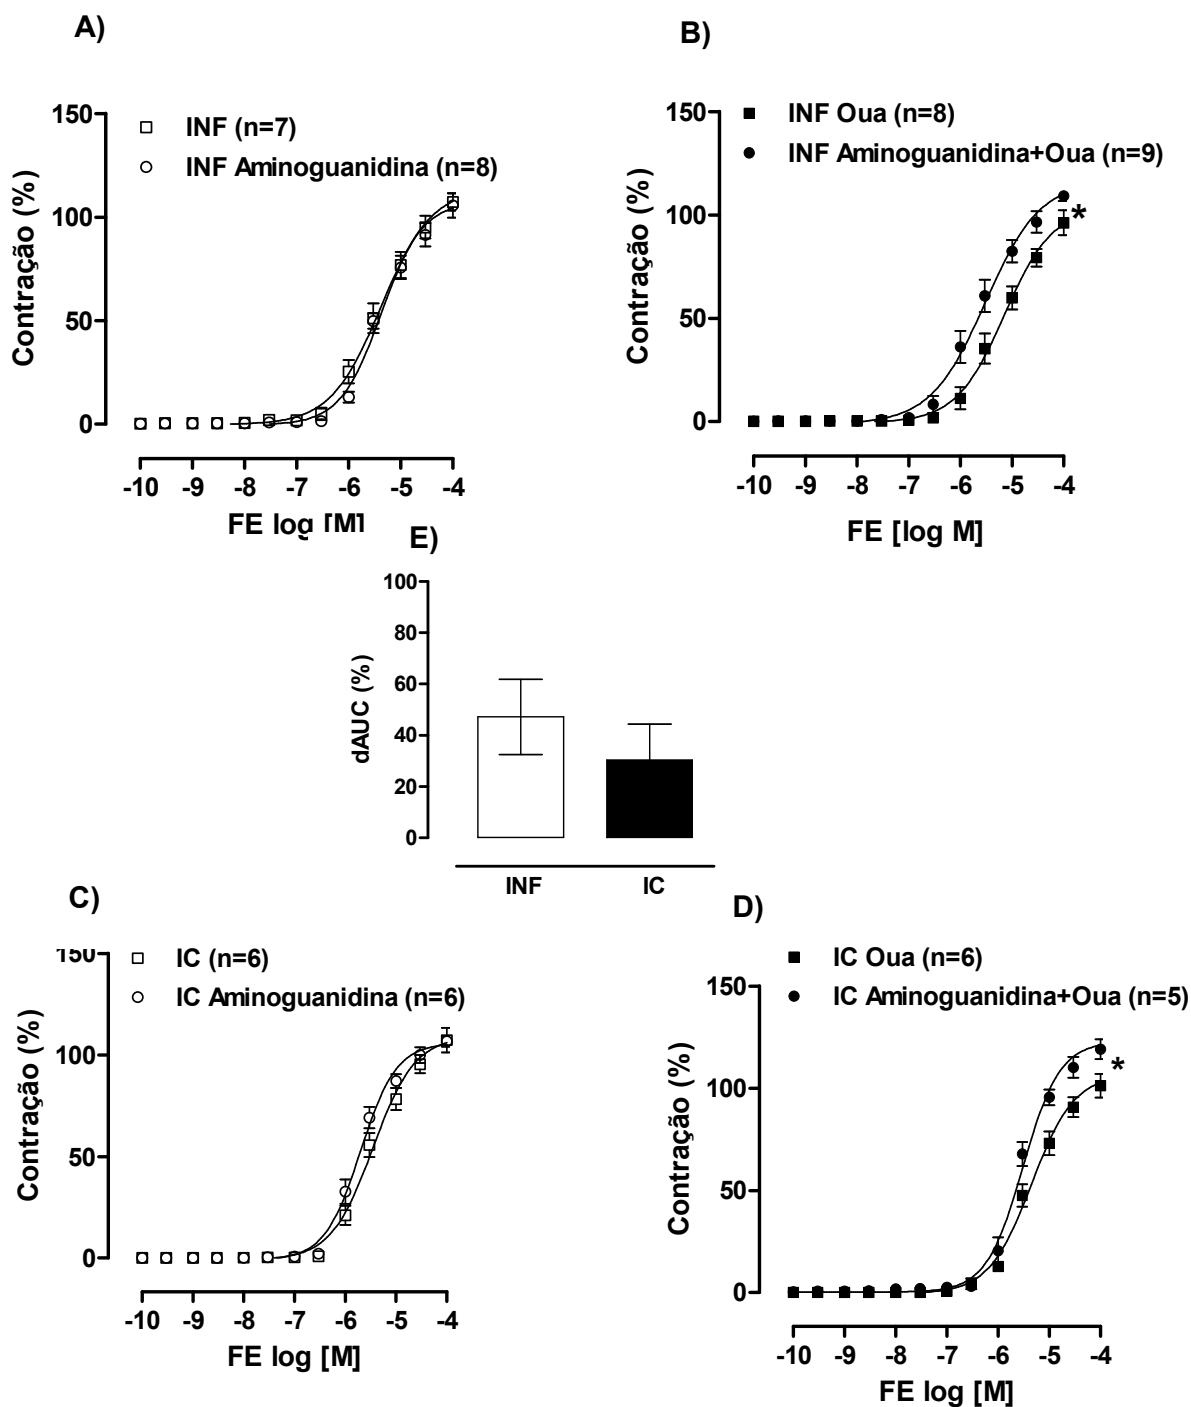 A)
150
INF (n=7)
INF Aminoguanidina (n=8)
100
50
0
Contração (%)
-10 -9 -8 -7 -6 -5 -4
FE log [M]
B)
150
INF Oua (n=8)
INF Aminoguanidina+Oua (n=9)
100
*
50
0
Contração (%)
-10 -9 -8 -7 -6 -5 -4
FE [log M]
E)
100
80
60
40
20
0
dAUC (%)
INF IC
C)
150
IC (n=6)
IC Aminoguanidina (n=6)
100
50
0
Contração (%)
-10 -9 -8 -7 -6 -5 -4
FE log [M]
D)
IC Oua (n=6)
150
IC Aminoguanidina+Oua (n=5)
*
100
50
0
Contração (%)
-10 -9 -8 -7 -6 -5 -4
FE log [M]